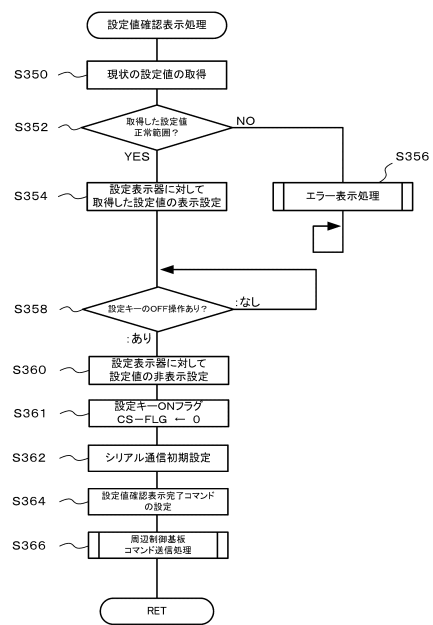 設定値確認表示処理
S350
現状の設定値の取得
S352
取得した設定値
正常範囲？
NO
YES
S356
S354
設定表示器に対して
取得した設定値の表示設定
エラー表示処理
S358
設定キーのOFF操作あり？
:なし
:あり
S360
設定表示器に対して
設定値の非表示設定
S361
設定キーONフラグ
CS－FLG ← 0
S362
シリアル通信初期設定
S364
設定値確認表示完了コマンド
の設定
S366
周辺制御基板
コマンド送信処理
RET